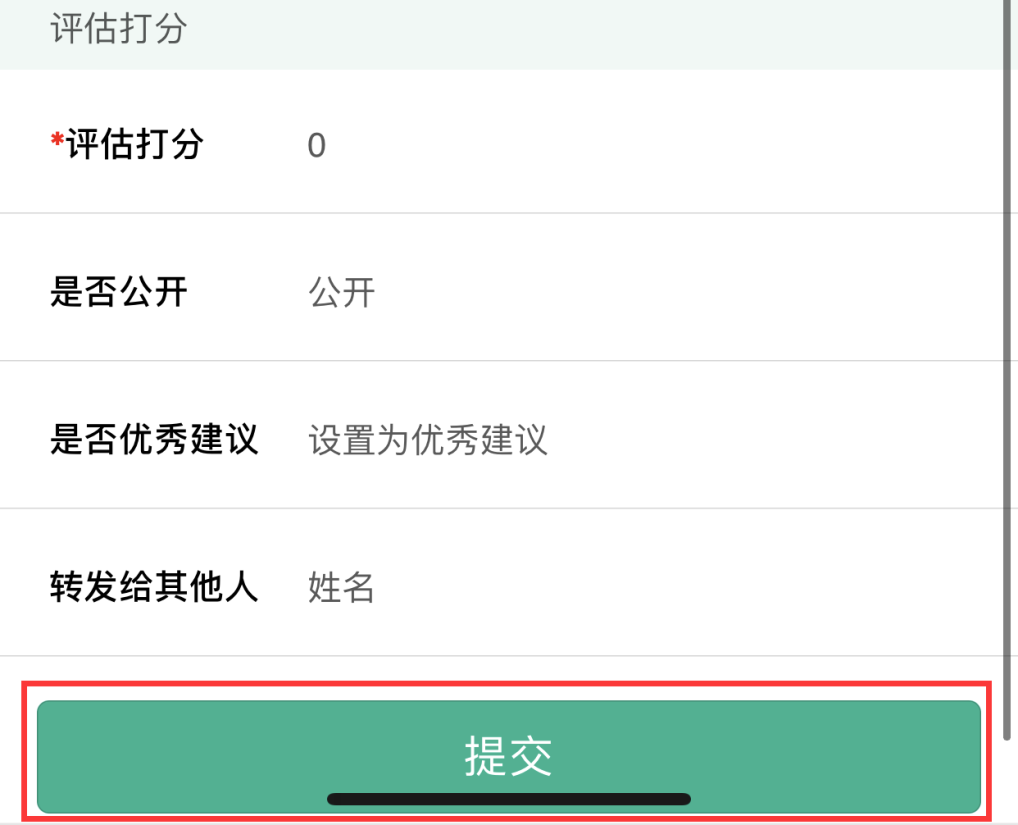 评估打分
*评估打分 0
是否公开 公开
是否优秀建议 设置为优秀建议
转发给其他人 姓名
提交